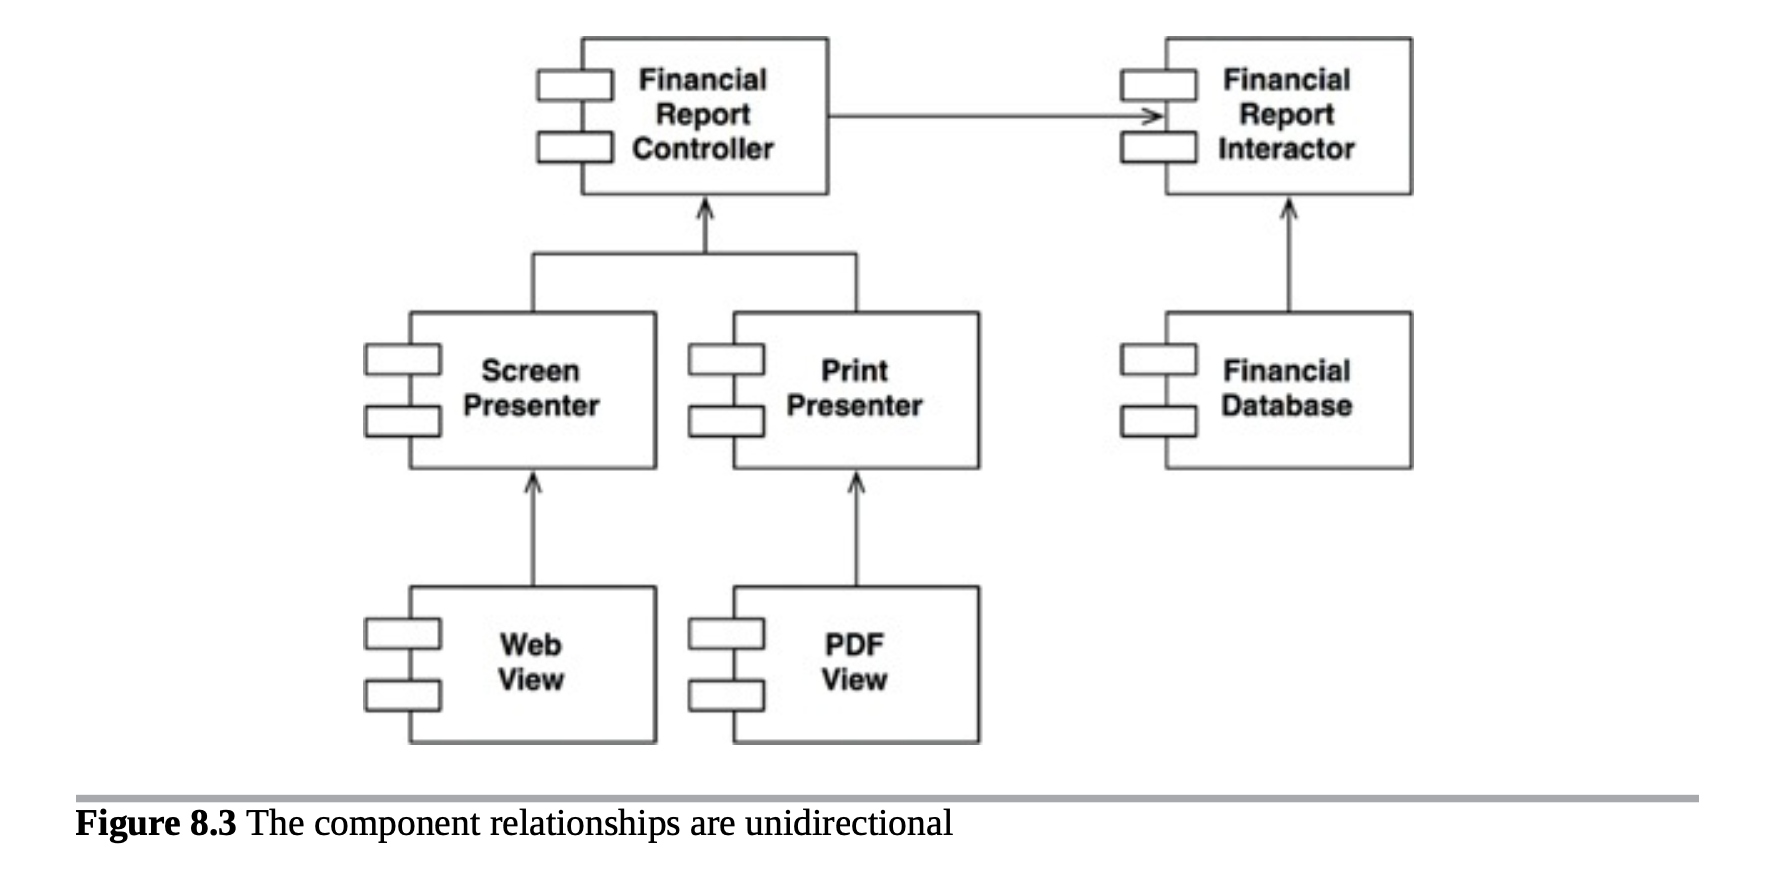 Financial
Report
Controller
Financial
Report
Interactor
Screen
Presenter
Print
Presenter
Financial
Database
Web
View
PDF
View
Figure 8.3 The component relationships are unidirectional